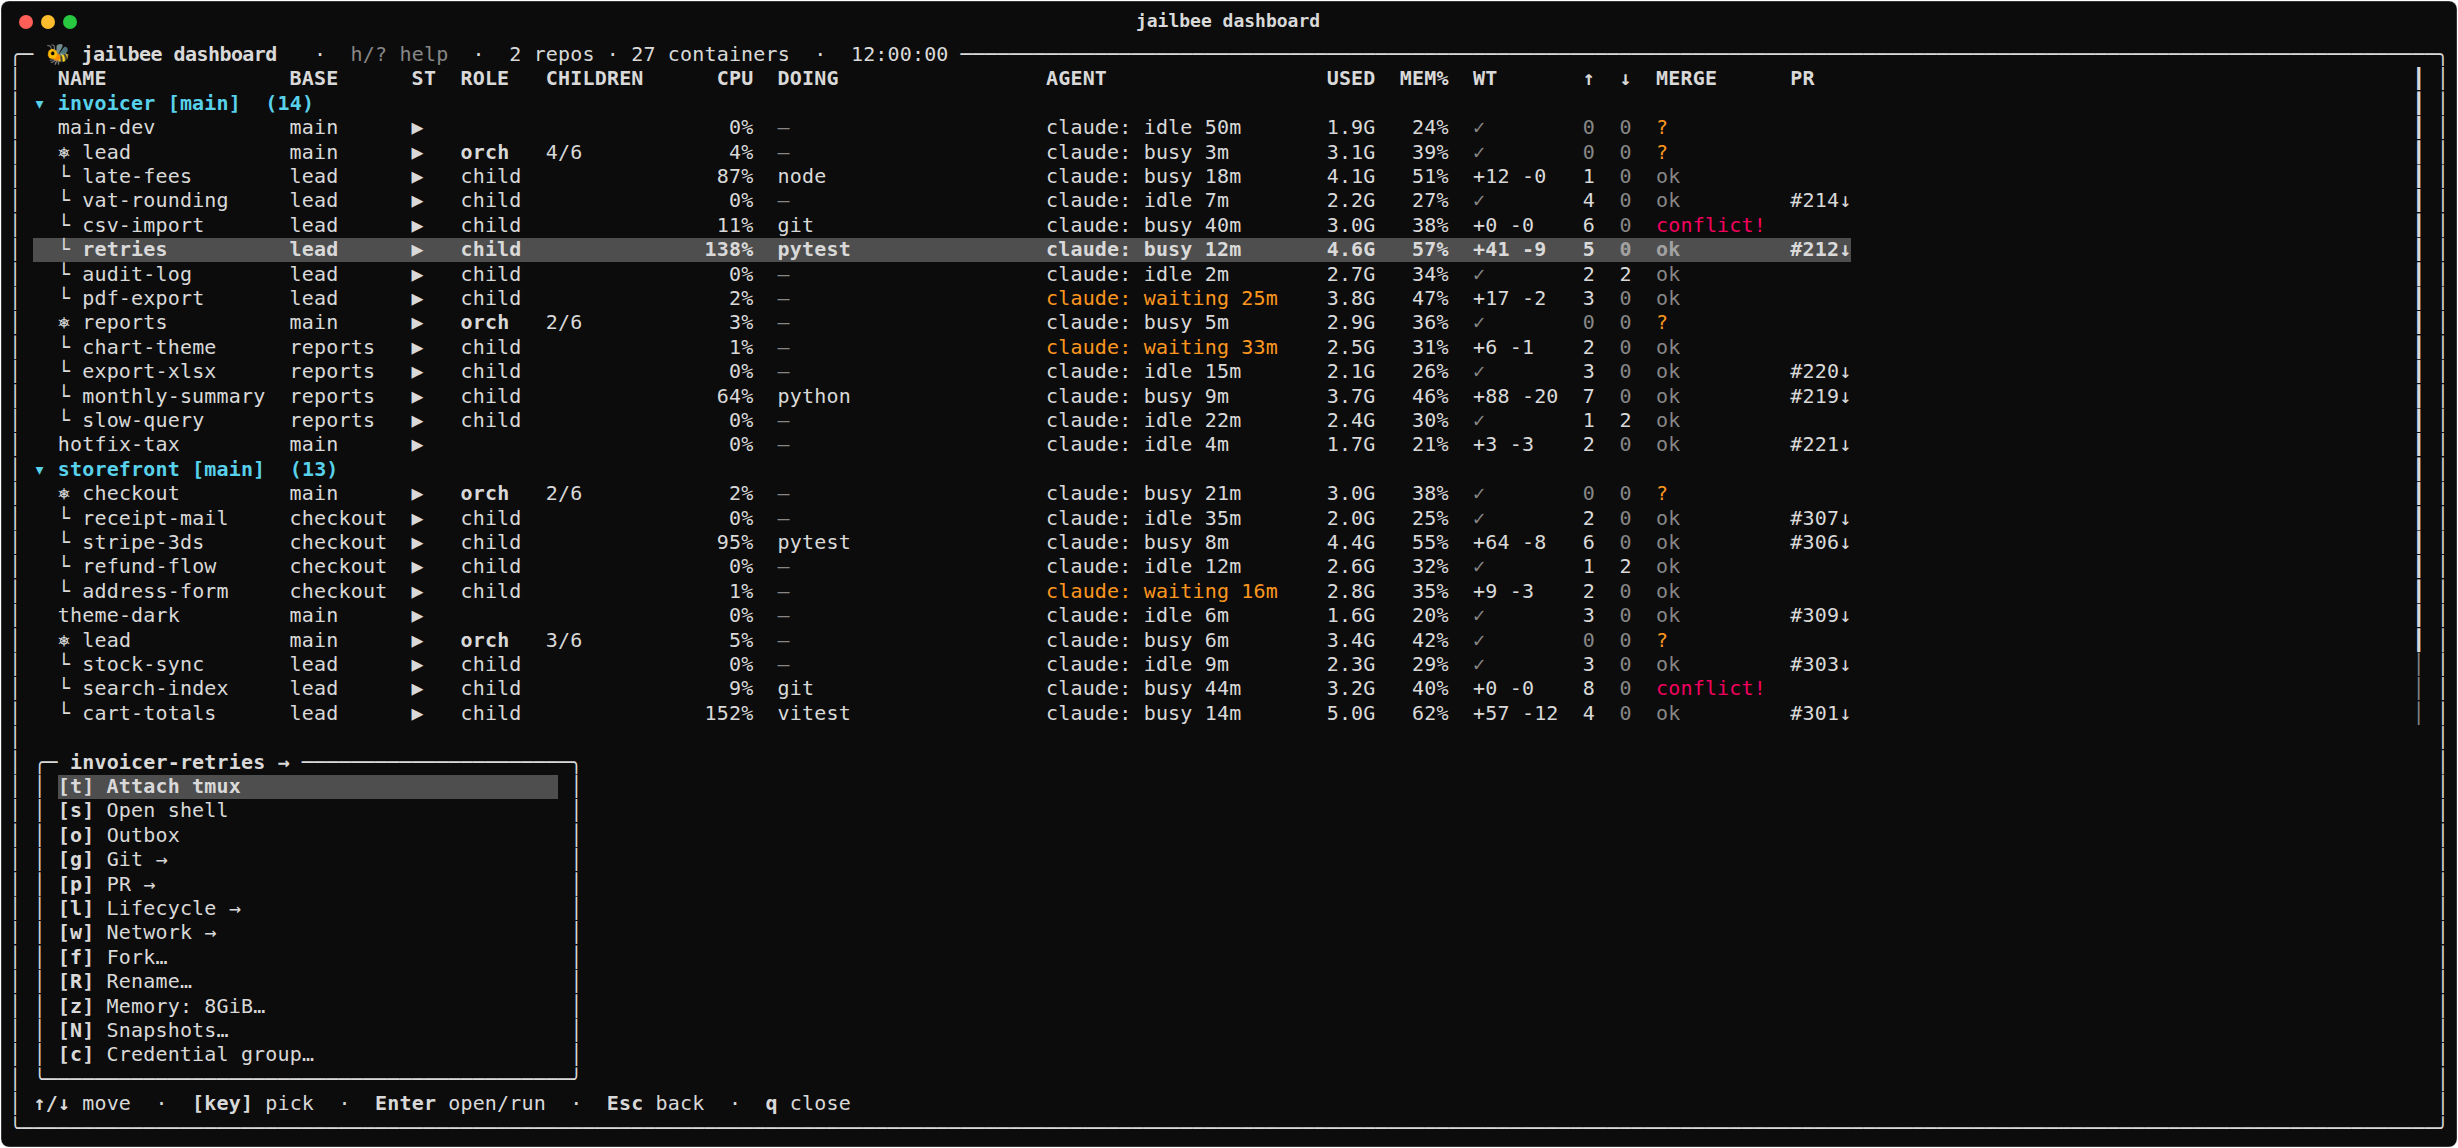 jailbee dashboard
🐝 jailbee dashboard · h/? help · 2 repos · 27 containers · 12:00:00
NAME BASE ST ROLE CHILDREN CPU DOING AGENT USED MEM% WT ↑ ↓ MERGE PR
▾ invoicer [main] (14)
main-dev main ▶ 0% – claude: idle 50m 1.9G 24% ✓ 0 0 ?
⎈ lead main ▶ orch 4/6 4% – claude: busy 3m 3.1G 39% ✓ 0 0 ?
└ late-fees lead ▶ child 87% node claude: busy 18m 4.1G 51% +12 -0 1 0 ok
└ vat-rounding lead ▶ child 0% – claude: idle 7m 2.2G 27% ✓ 4 0 ok #214↓
└ csv-import lead ▶ child 11% git claude: busy 40m 3.0G 38% +0 -0 6 0 conflict!
└ retries lead ▶ child 138% pytest claude: busy 12m 4.6G 57% +41 -9 5 0 ok #212↓
└ audit-log lead ▶ child 0% – claude: idle 2m 2.7G 34% ✓ 2 2 ok
└ pdf-export lead ▶ child 2% – claude: waiting 25m 3.8G 47% +17 -2 3 0 ok
⎈ reports main ▶ orch 2/6 3% – claude: busy 5m 2.9G 36% ✓ 0 0 ?
└ chart-theme reports ▶ child 1% – claude: waiting 33m 2.5G 31% +6 -1 2 0 ok
└ export-xlsx reports ▶ child 0% – claude: idle 15m 2.1G 26% ✓ 3 0 ok #220↓
└ monthly-summary reports ▶ child 64% python claude: busy 9m 3.7G 46% +88 -20 7 0 ok #219↓
└ slow-query reports ▶ child 0% – claude: idle 22m 2.4G 30% ✓ 1 2 ok
hotfix-tax main ▶ 0% – claude: idle 4m 1.7G 21% +3 -3 2 0 ok #221↓
▾ storefront [main] (13)
⎈ checkout main ▶ orch 2/6 2% – claude: busy 21m 3.0G 38% ✓ 0 0 ?
└ receipt-mail checkout ▶ child 0% – claude: idle 35m 2.0G 25% ✓ 2 0 ok #307↓
└ stripe-3ds checkout ▶ child 95% pytest claude: busy 8m 4.4G 55% +64 -8 6 0 ok #306↓
└ refund-flow checkout ▶ child 0% – claude: idle 12m 2.6G 32% ✓ 1 2 ok
└ address-form checkout ▶ child 1% – claude: waiting 16m 2.8G 35% +9 -3 2 0 ok
theme-dark main ▶ 0% – claude: idle 6m 1.6G 20% ✓ 3 0 ok #309↓
⎈ lead main ▶ orch 3/6 5% – claude: busy 6m 3.4G 42% ✓ 0 0 ?
└ stock-sync lead ▶ child 0% – claude: idle 9m 2.3G 29% ✓ 3 0 ok #303↓
└ search-index lead ▶ child 9% git claude: busy 44m 3.2G 40% +0 -0 8 0 conflict!
└ cart-totals lead ▶ child 152% vitest claude: busy 14m 5.0G 62% +57 -12 4 0 ok #301↓
invoicer-retries →
[t] Attach tmux
[s] Open shell
[o] Outbox
[g] Git →
[p] PR →
[l] Lifecycle →
[w] Network →
[f] Fork…
[R] Rename…
[z] Memory: 8GiB…
[N] Snapshots…
[c] Credential group…
↑/↓ move · [key] pick · Enter open/run · Esc back · q close